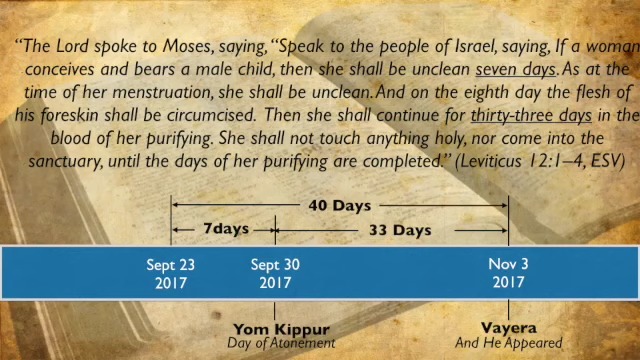 “The Lord spoke to Moses, saying, “Speak to the people of Israel, saying, If a woman
conceives and bears a male child, then she shall be unclean seven days. As at the
time of her menstruation, she shall be unclean. And on the eighth day the flesh of
his foreskin shall be circumcised. Then she shall continue for thirty-three days in the
blood of her purifying. She shall not touch anything holy, nor come into the
sanctuary, until the days of her purifying are completed.” (Leviticus 12:1–4, ESV)
40 Days
7days
33 Days
Sept 23
2017
Sept 30
2017
Nov 3
2017
Yom Kippur
Day of Atonement
Vayera
And He Appeared